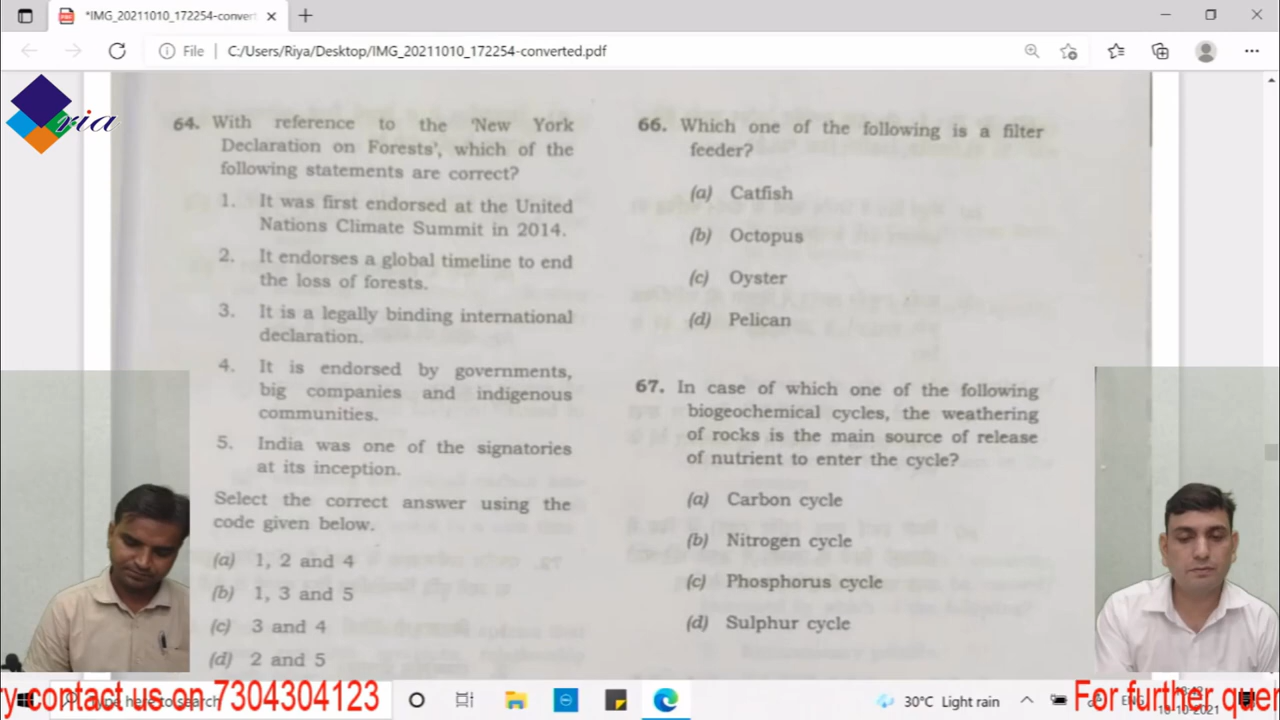 *IMG_20211010_172254-conver
File
C:/Users/Riya/Desktop/IMG_20211010_172254-converted.pdf
ria
64. With reference to the 'New York
Declaration on Forests', which of the
following statements are correct?
1. It was first endorsed at the United
Nations Climate Summit in 2014.
2. It endorses a global timeline to end
the loss of forests.
3. It is a legally binding international
declaration.
4. It is endorsed by governments,
big companies and indigenous
communities.
5. India was one of the signatories
at its inception.
Select the correct answer using the
code given below.
(a) 1, 2 and 4
(b) 1, 3 and 5
(c) 3 and 4
(d) 2 and 5
66. Which one of the following is a filter
feeder?
(a) Catfish
(b) Octopus
(c) Oyster
(d) Pelican
67. In case of which one of the following
biogeochemical cycles, the weathering
of rocks is the main source of release
of nutrient to enter the cycle?
(a) Carbon cycle
(b) Nitrogen cycle
(c) Phosphorus cycle
(d) Sulphur cycle
y contact us on 7304304123
here to search
30°C Light rain
ENG
10-2021
For further quer